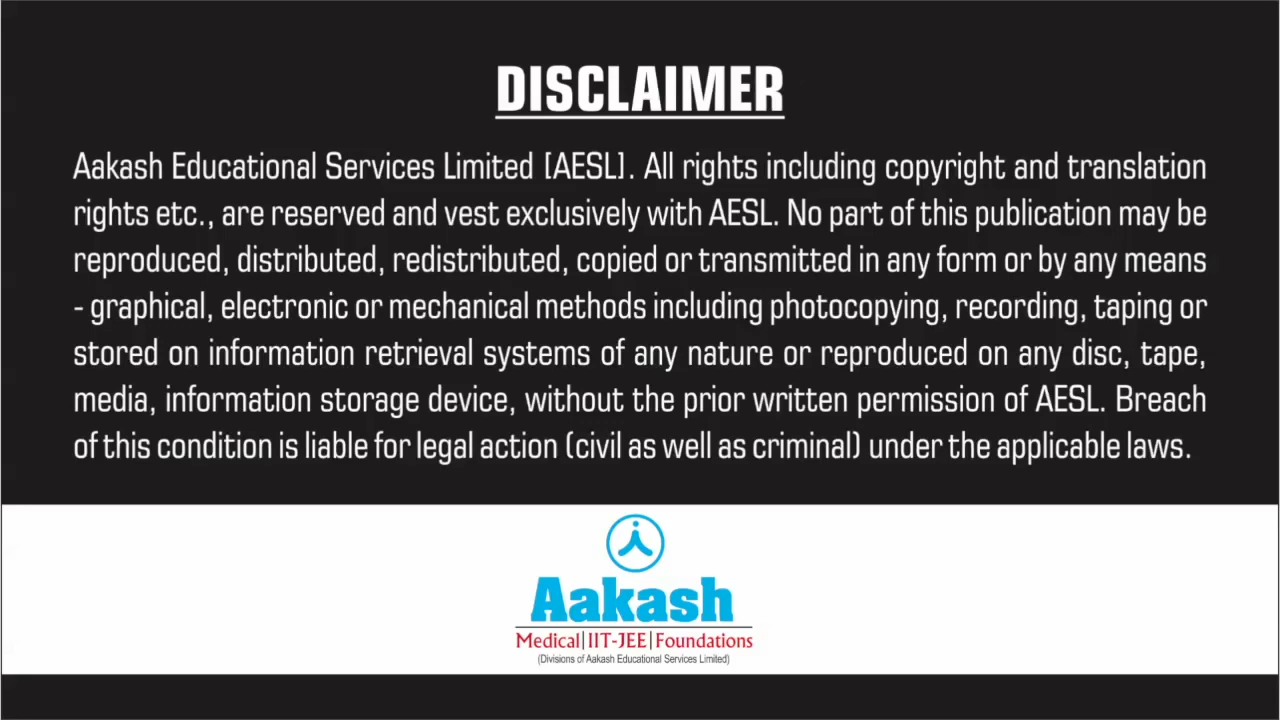 DISCLAIMER
Aakash Educational Services Limited [AESL]. All rights including copyright and translation
rights etc., are reserved and vest exclusively with AESL. No part of this publication may be
reproduced, distributed, redistributed, copied or transmitted in any form or by any means
- graphical, electronic or mechanical methods including photocopying, recording, taping or
stored on information retrieval systems of any nature or reproduced on any disc, tape,
media, information storage device, without the prior written permission of AESL. Breach
of this condition is liable for legal action (civil as well as criminal) under the applicable laws.
Aakash
Medical|IIT-JEE|Foundations
(Divisions of Aakash Educational Services Limited)